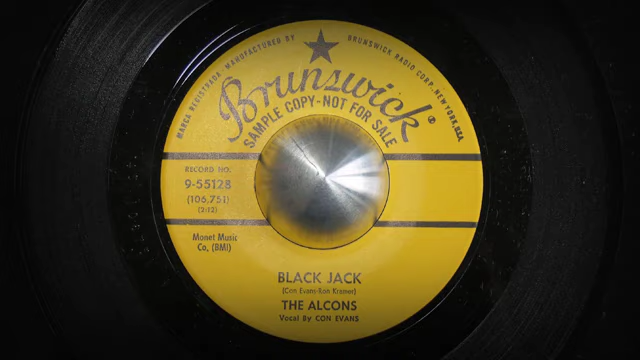 MARCA REGISTRADA MANUFACTURED BY BRUNSWICK RADIO CORP. NEW YORK, USA
Brunswick®
SAMPLE COPY-NOT FOR SALE
RECORD NO.
9-55128
(106,751)
(2:12)
Monet Music
Co, (BMI)
BLACK JACK
(Con Evans-Ron Kramer)
THE ALCONS
Vocal By CON EVANS